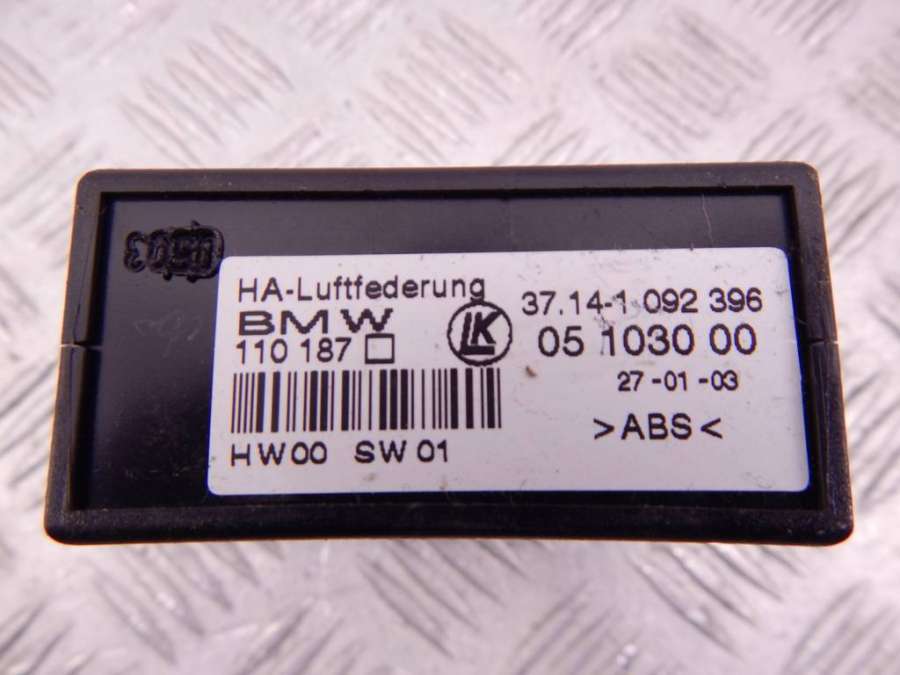 HA-Luftfederung
BMW
110 187
HW00 SW01
LK
37.14-1 092 396
05 1030 00
27-01-03
>ABS<